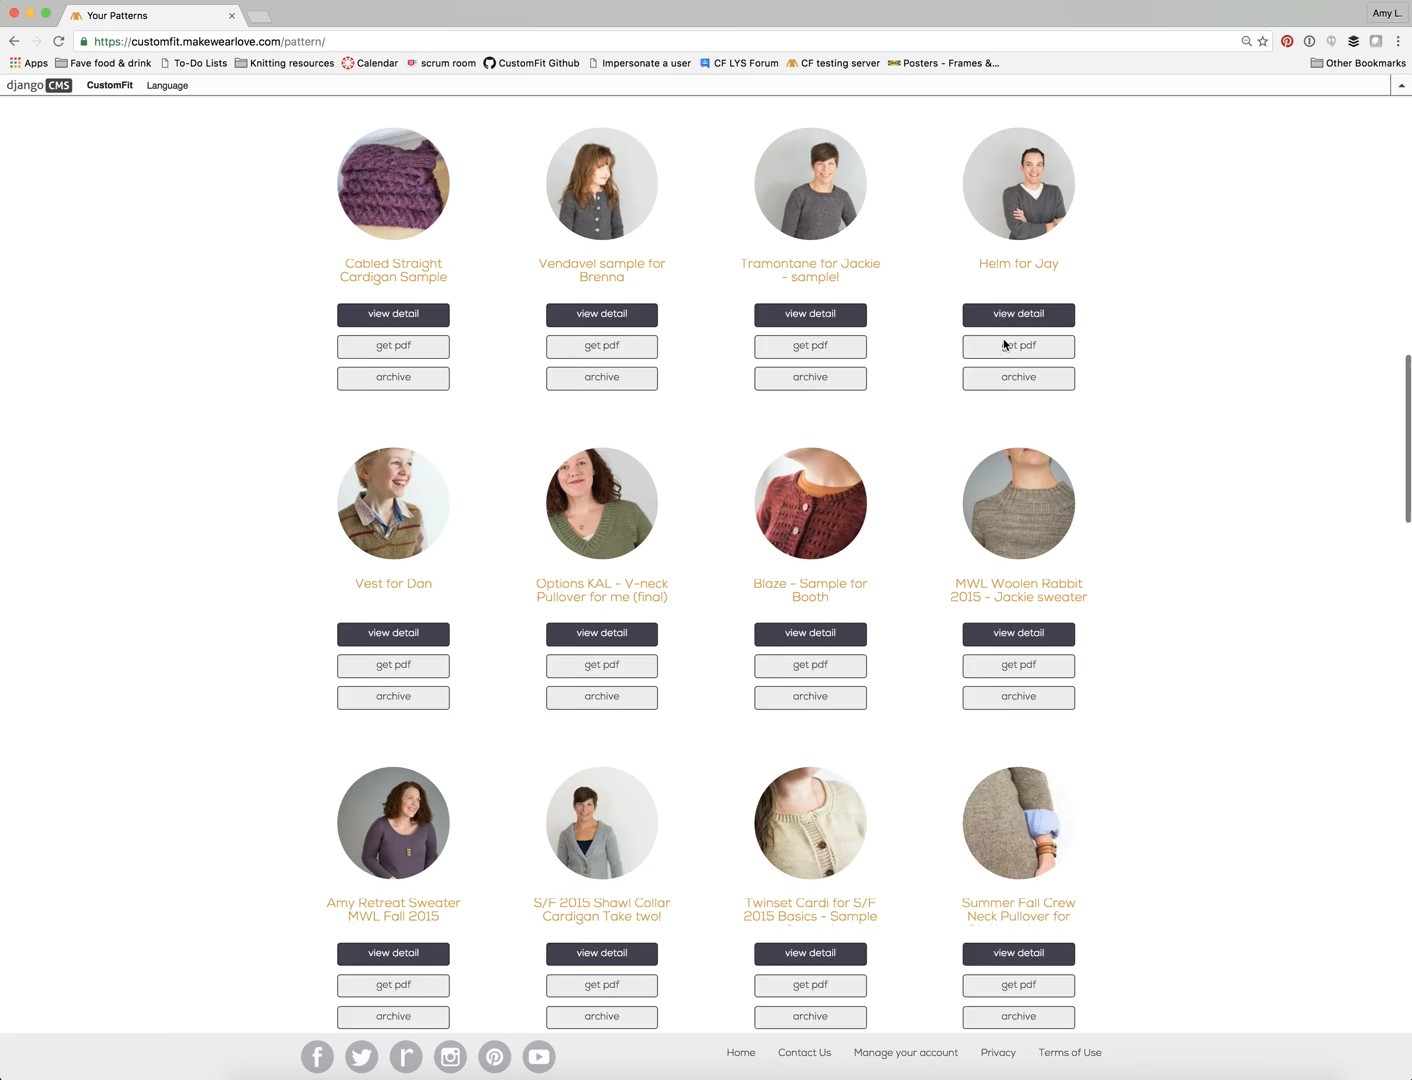 Your Patterns
Amy L.
https://customfit.makewearlove.com/pattern/
Apps Fave food & drink To-Do Lists Knitting resources Calendar scrum room CustomFit Github Impersonate a user CF LYS Forum CF testing server Posters - Frames &... Other Bookmarks
django CMS CustomFit Language
Cabled Straight
Cardigan Sample
Vendavel sample for
Brenna
Tramontane for Jackie
- sample!
Helm for Jay
view detail view detail view detail view detail
get pdf get pdf get pdf get pdf
archive archive archive archive
Vest for Dan
Options KAL - V-neck
Pullover for me (final)
Blaze - Sample for
Booth
MWL Woolen Rabbit
2015 - Jackie sweater
view detail view detail view detail view detail
get pdf get pdf get pdf get pdf
archive archive archive archive
Amy Retreat Sweater
MWL Fall 2015
S/F 2015 Shawl Collar
Cardigan Take two!
Twinset Cardi for S/F
2015 Basics - Sample
Summer Fall Crew
Neck Pullover for
view detail view detail view detail view detail
get pdf get pdf get pdf get pdf
archive archive archive archive
Home Contact Us Manage your account Privacy Terms of Use